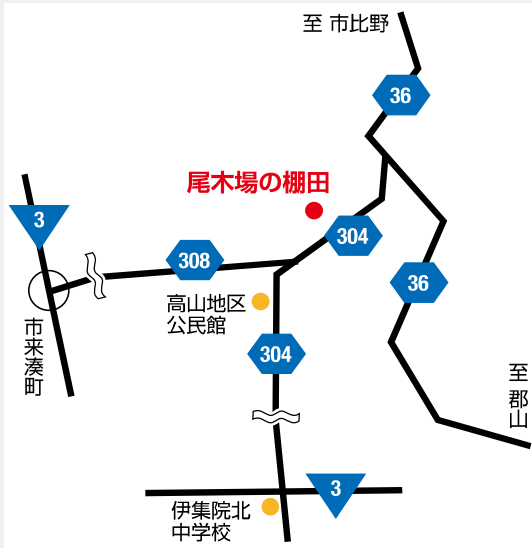 至 市比野
36
尾木場の棚田
3
304
308
36
高山地区
公民館
市来湊町
304
至 郡山
3
伊集院北
中学校